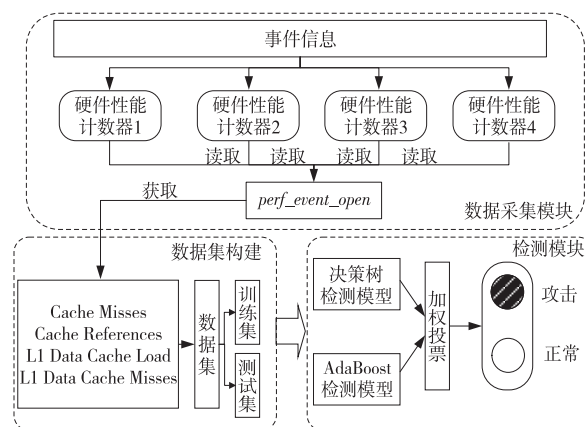 事件信息
硬件性能
计数器1
硬件性能
计数器2
硬件性能
计数器3
硬件性能
计数器4
读取
读取
读取
读取
获取
perf_event_open
数据采集模块
数据集构建
Cache Misses
Cache References
L1 Data Cache Load
L1 Data Cache Misses
数据集
训练集
测试集
检测模块
决策树
检测模型
AdaBoost
检测模型
加权投票
攻击
正常